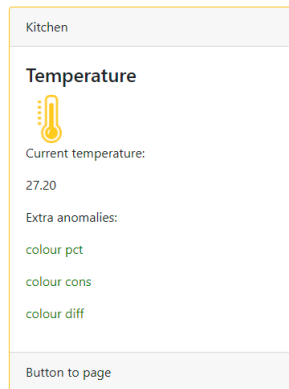 Kitchen
Temperature
Current temperature:
27.20
Extra anomalies:
colour pct
colour cons
colour diff
Button to page